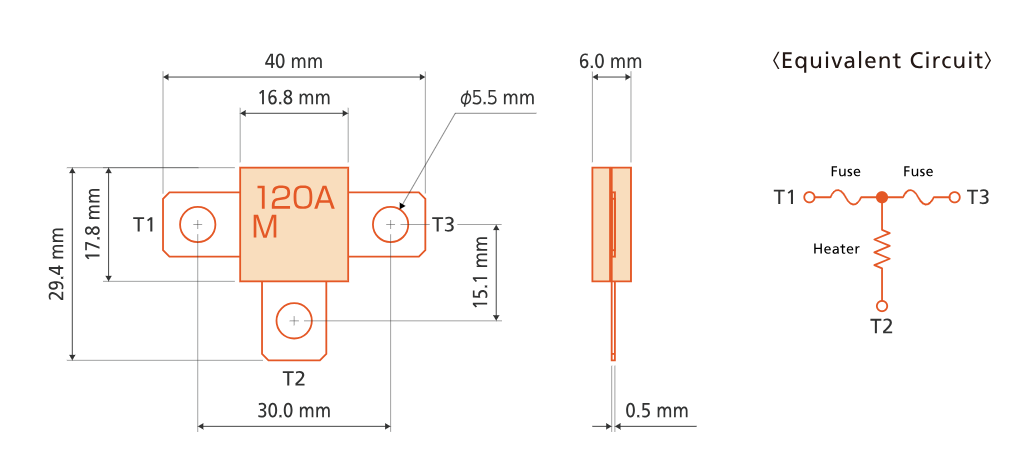 40 mm
16.8 mm
φ5.5 mm
6.0 mm
〈Equivalent Circuit〉
120A
M
T1
T3
T2
17.8 mm
29.4 mm
15.1 mm
30.0 mm
0.5 mm
Fuse
Fuse
T1
T3
Heater
T2